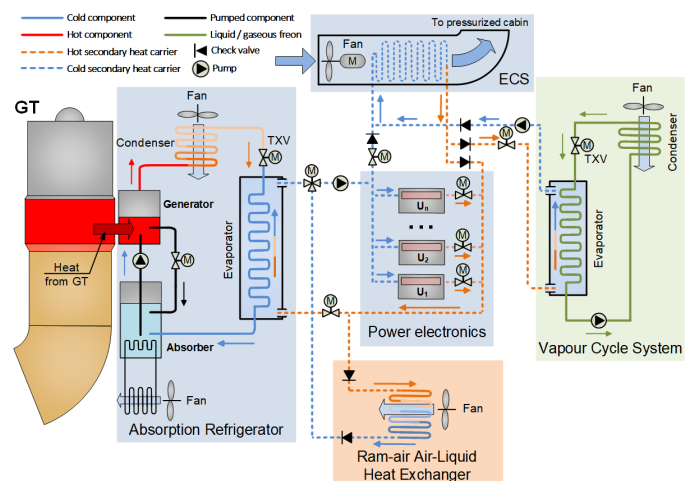 Cold component
Hot component
Hot secondary heat carrier
Cold secondary heat carrier
Pumped component
Liquid / gaseous freon
Check valve
Pump
To pressurized cabin
Fan
M
ECS
GT
Fan
Condenser
TXV
M
Generator
Heat
from GT
M
Absorber
Evaporator
Fan
Absorption Refrigerator
M
M
M
Un
M
...
U2
M
U1
M
Power electronics
M
Fan
TXV
M
Condenser
Evaporator
Vapour Cycle System
Fan
Ram-air Air-Liquid
Heat Exchanger